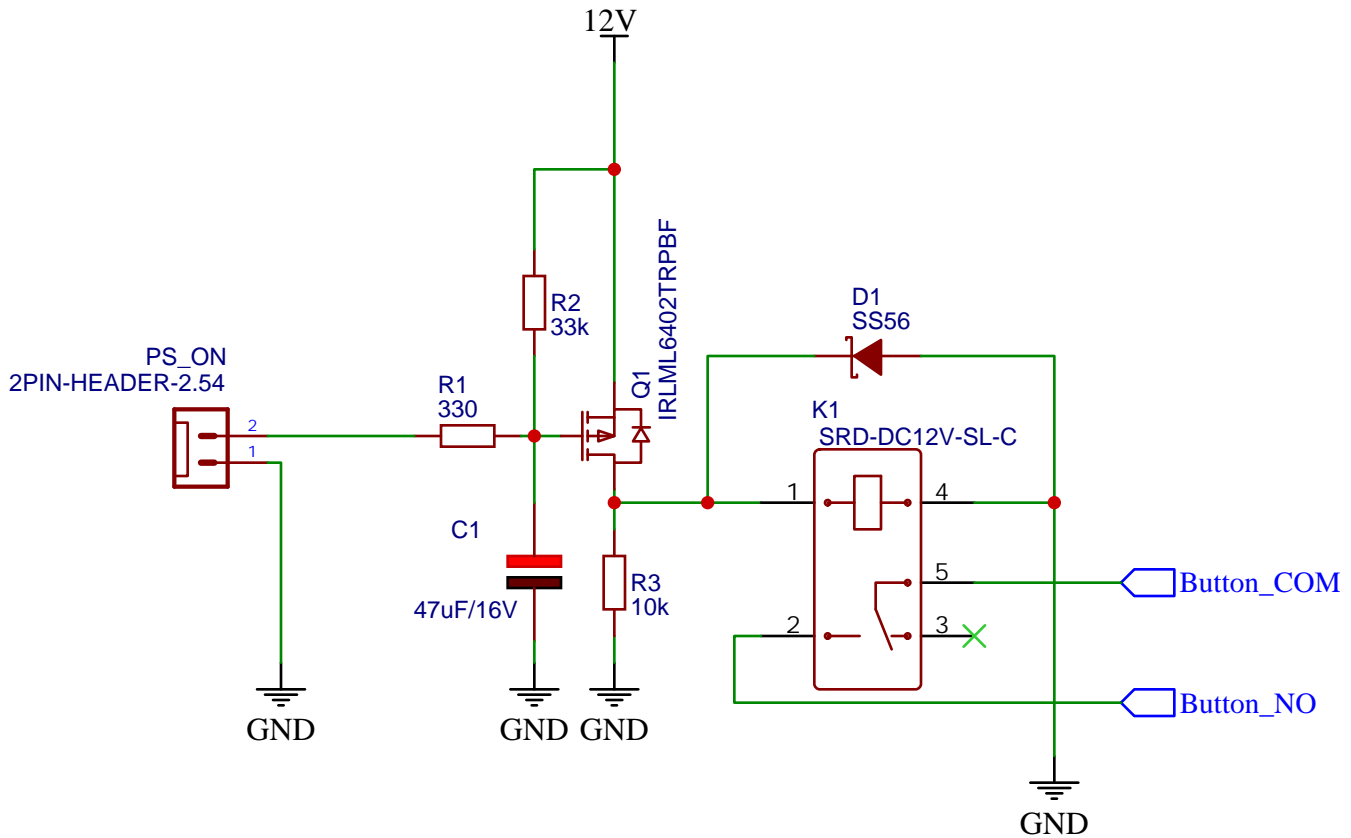 12V
R2
33k
Q1
IRLML6402TRPBF
D1
SS56
PS_ON
2PIN-HEADER-2.54
2
1
R1
330
K1
SRD-DC12V-SL-C
1
4
5
2
3
C1
47uF/16V
R3
10k
Button_COM
Button_NO
GND
GND
GND
GND